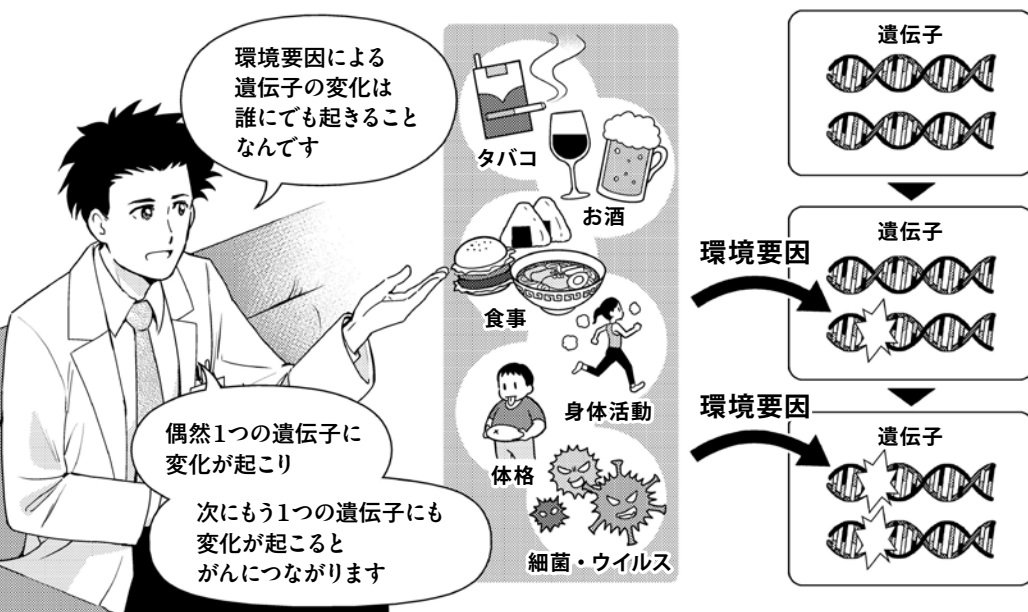 環境要因による
遺伝子の変化は
誰にでも起きること
なんです
偶然1つの遺伝子に
変化が起こり
次にもう1つの遺伝子にも
変化が起こると
がんにつながります
タバコ
お酒
食事
身体活動
体格
細菌・ウイルス
遺伝子
環境要因
遺伝子
環境要因
遺伝子